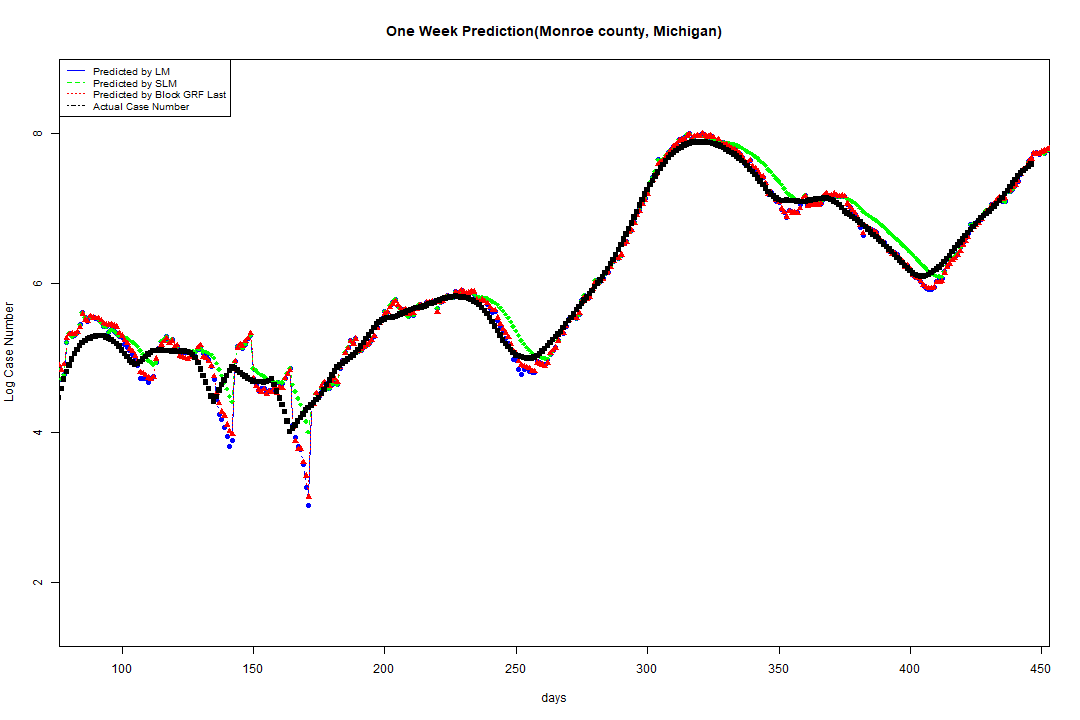 One Week Prediction(Monroe county, Michigan)
Predicted by LM
Predicted by SLM
Predicted by Block GRF Last
Actual Case Number
8
6
4
2
Log Case Number
100 150 200 250 300 350 400 450
days